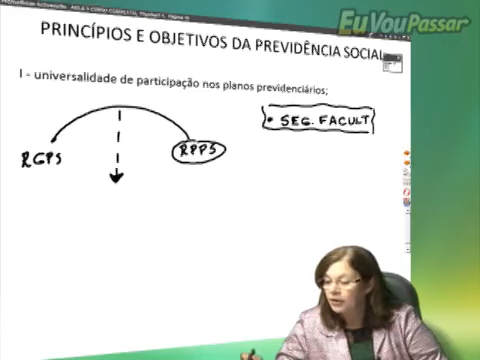 EuVouPassar
PRINCÍPIOS E OBJETIVOS DA PREVIDÊNCIA SOCIAL
I - universalidade de participação nos planos previdenciários;
• SEG. FACULT
RGPS
RPPS